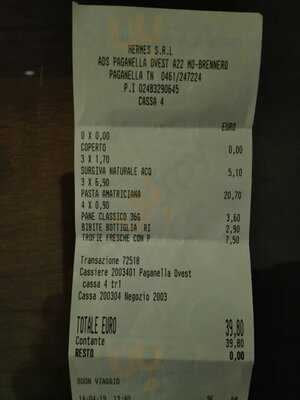 HERMES S.R.L
ADS PAGANELLA OVEST A22 MO-BRENNERO
PAGANELLA TN 0461/247224
P.I 02483290645
CASSA 4
EURO
0 X 0,00
COPERTO 0,00
3 X 1,70
SURGIVA NATURALE ACQ 5,10
3 X 6,90
PASTA AMATRICIANA 20,70
4 X 0,90
PANE CLASSICO 36G 3,60
BIBITE BOTTIGLIA RI 2,90
TROFIE FRESCHE CON P 7,50
Transazione 72518
Cassiere 2003401 Paganella Ovest
cassa 4 tr1
Cassa 200304 Negozio 2003
TOTALE EURO 39,80
Contante 39,80
RESTO 0,00
BUON VIAGGIO